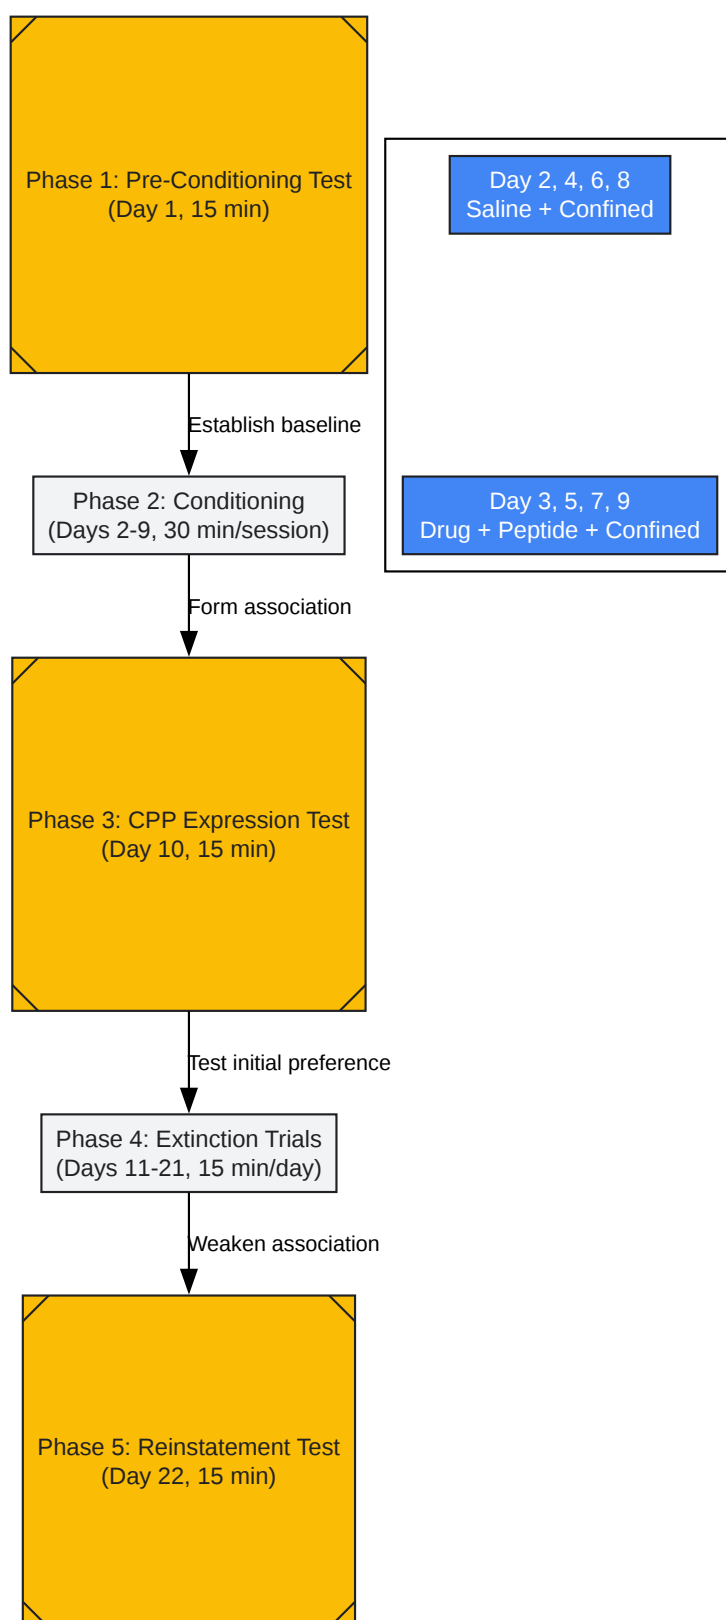 Phase 1: Pre-Conditioning Test
(Day 1, 15 min)
Day 2, 4, 6, 8
Saline + Confined
Establish baseline
Phase 2: Conditioning
(Days 2-9, 30 min/session)
Day 3, 5, 7, 9
Drug + Peptide + Confined
Form association
Phase 3: CPP Expression Test
(Day 10, 15 min)
Test initial preference
Phase 4: Extinction Trials
(Days 11-21, 15 min/day)
Weaken association
Phase 5: Reinstatement Test
(Day 22, 15 min)